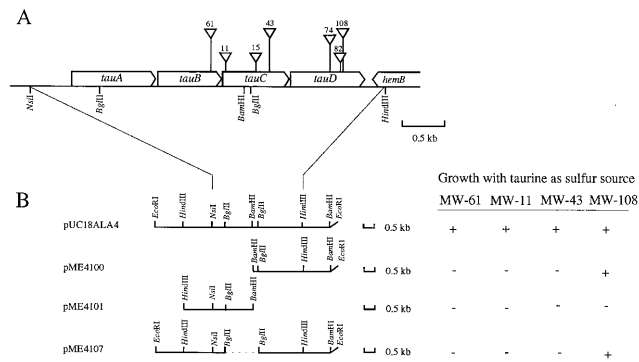 A
61 11 15 43 74 82 108
tauA tauB tauC tauD hemB
NsiI BglII BamHI BglII HindIII
0.5 kb
B
Growth with taurine as sulfur source
MW-61 MW-11 MW-43 MW-108
EcoRI HindIII NsiI BglII BamHI BglII HindIII BamHI EcoRI
pUC18ALA4 0.5 kb + + + +
BamHI BglII HindIII BamHI EcoRI
pME4100 0.5 kb - - - +
HindIII NsiI BglII BamHI
pME4101 0.5 kb - - - -
EcoRI HindIII NsiI BglII BglII HindIII BamHI EcoRI
pME4107 0.5 kb - - - +